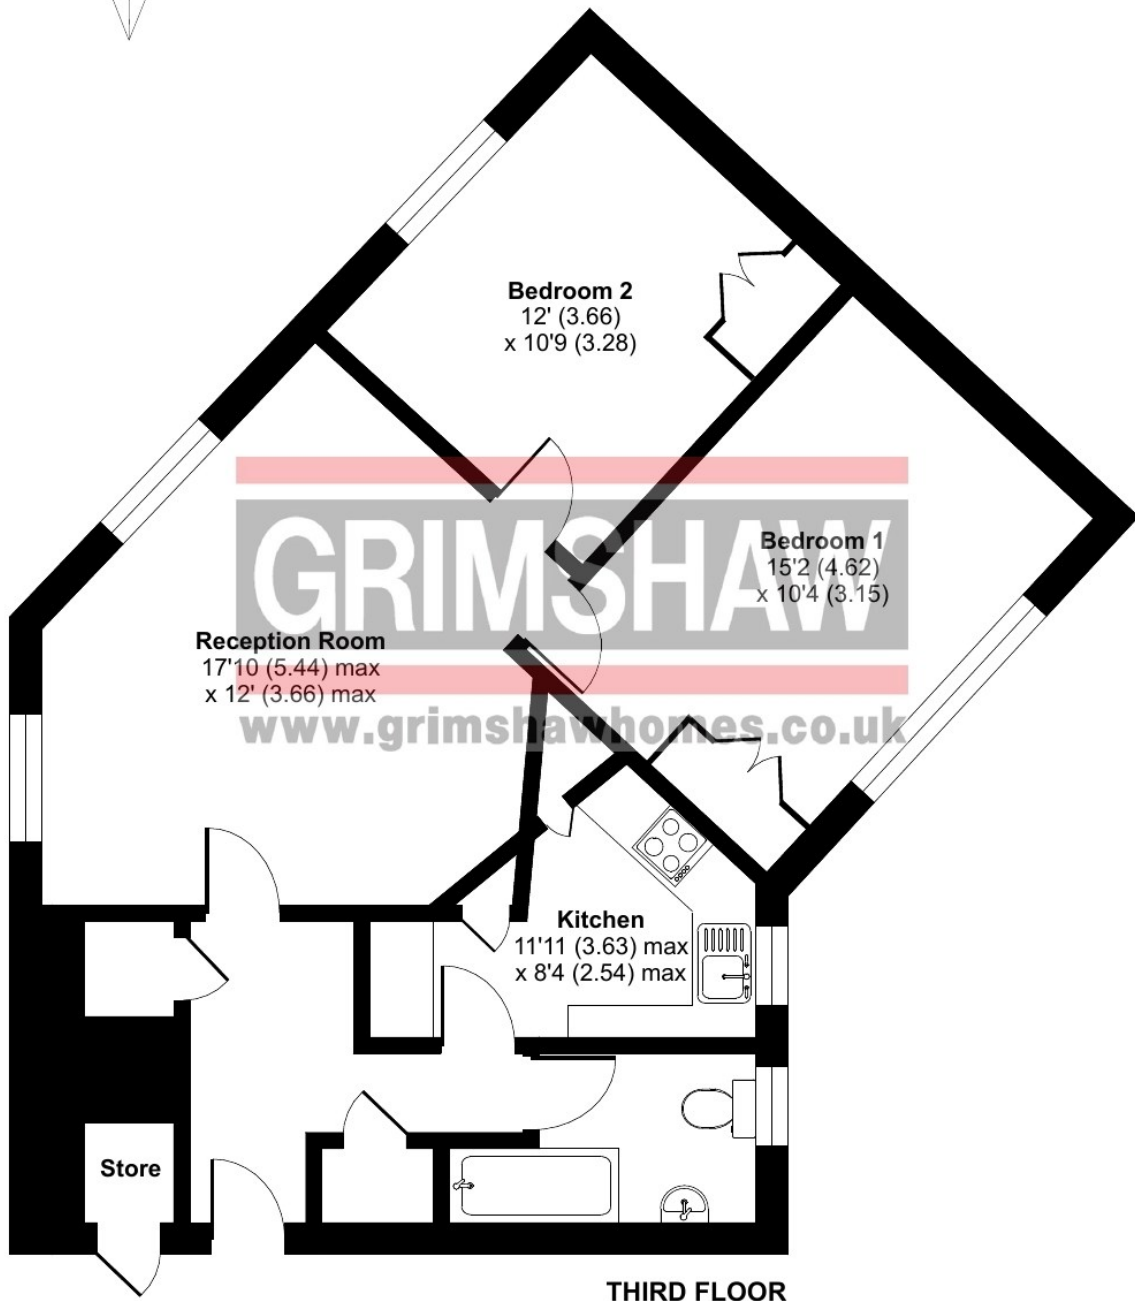 Bedroom 2
12' (3.66)
x 10'9 (3.28)
GRIMSHAW
Bedroom 1
15'2 (4.62)
x 10'4 (3.15)
Reception Room
17'10 (5.44) max
x 12' (3.66) max
www.grimshawhomes.co.uk
Kitchen
11'11 (3.63) max
x 8'4 (2.54) max
Store
THIRD FLOOR